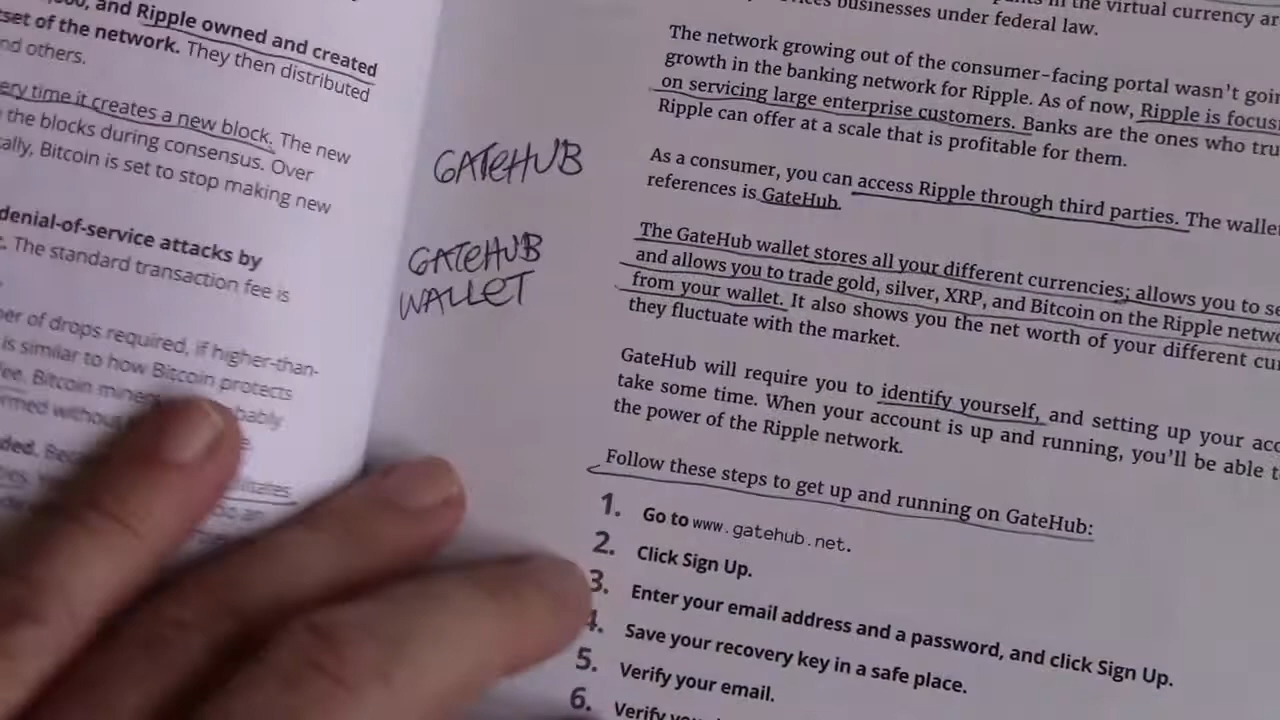 and Ripple owned and created
set of the network. They then distributed
nd others.
ery time it creates a new block. The new
the blocks during consensus. Over
cally, Bitcoin is set to stop making new
denial-of-service attacks by
The standard transaction fee is
er of drops required, if higher-than-
is similar to how Bitcoin protects
fee. Bitcoin
rmed without
ded.
GATEHUB
GATEHUB
WALLET
in the virtual currency ar
businesses under federal law.
The network growing out of the consumer-facing portal wasn't goin
growth in the banking network for Ripple. As of now, Ripple is focus
on servicing large enterprise customers. Banks are the ones who tru
Ripple can offer at a scale that is profitable for them.
As a consumer, you can access Ripple through third parties. The walle
references is GateHub.
The GateHub wallet stores all your different currencies; allows you to se
and allows you to trade gold, silver, XRP, and Bitcoin on the Ripple netwo
from your wallet. It also shows you the net worth of your different cu
they fluctuate with the market.
GateHub will require you to identify yourself, and setting up your acc
take some time. When your account is up and running, you'll be able t
the power of the Ripple network.
Follow these steps to get up and running on GateHub:
1. Go to www.gatehub.net.
2. Click Sign Up.
3. Enter your email address and a password, and click Sign Up.
4. Save your recovery key in a safe place.
5. Verify your email.
6. Verify